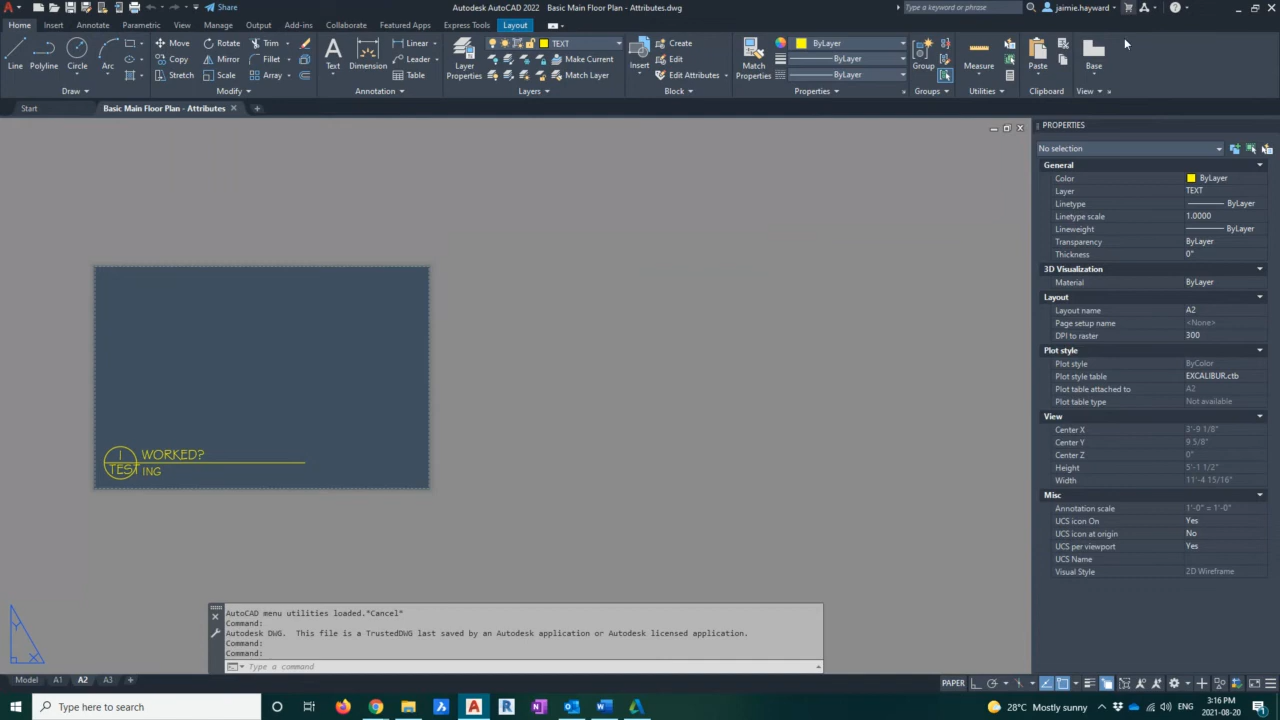 Share
Autodesk AutoCAD 2022 Basic Main Floor Plan - Attributes.dwg
Type a keyword or phrase
jaimie.hayward
Home Insert Annotate Parametric View Manage Output Add-ins Collaborate Featured Apps Express Tools Layout
Line Polyline Circle Arc
Move Rotate Trim
Copy Mirror Fillet
Stretch Scale Array
Text Dimension
Linear
Leader
Table
Layer Properties
TEXT
Make Current
Match Layer
Insert
Create
Edit
Edit Attributes
Match Properties
ByLayer
ByLayer
ByLayer
Group
Measure
Paste
Base
Draw Modify Annotation Layers Block Properties Groups Utilities Clipboard View
Start Basic Main Floor Plan - Attributes
PROPERTIES
No selection
General
Color ByLayer
Layer TEXT
Linetype ByLayer
Linetype scale 1.0000
Lineweight ByLayer
Transparency ByLayer
Thickness 0"
3D Visualization
Material ByLayer
Layout
Layout name A2
Page setup name <None>
DPI to raster 300
Plot style
Plot style ByColor
Plot style table EXCALIBUR.ctb
Plot table attached to A2
Plot table type Not available
View
Center X 3'-9 1/8"
Center Y 9 5/8"
Center Z 0"
Height 5'-1 1/2"
Width 11'-4 15/16"
Misc
Annotation scale 1'-0" = 1'-0"
UCS icon On Yes
UCS icon at origin No
UCS per viewport Yes
UCS Name
Visual Style 2D Wireframe
1 WORKED?
TEST ING
Y
X
AutoCAD menu utilities loaded.*Cancel*
Command:
Autodesk DWG. This file is a TrustedDWG last saved by an Autodesk application or Autodesk licensed application.
Command:
Command:
Type a command
Model A1 A2 A3
PAPER
Type here to search
28°C Mostly sunny
ENG
3:16 PM
2021-08-20